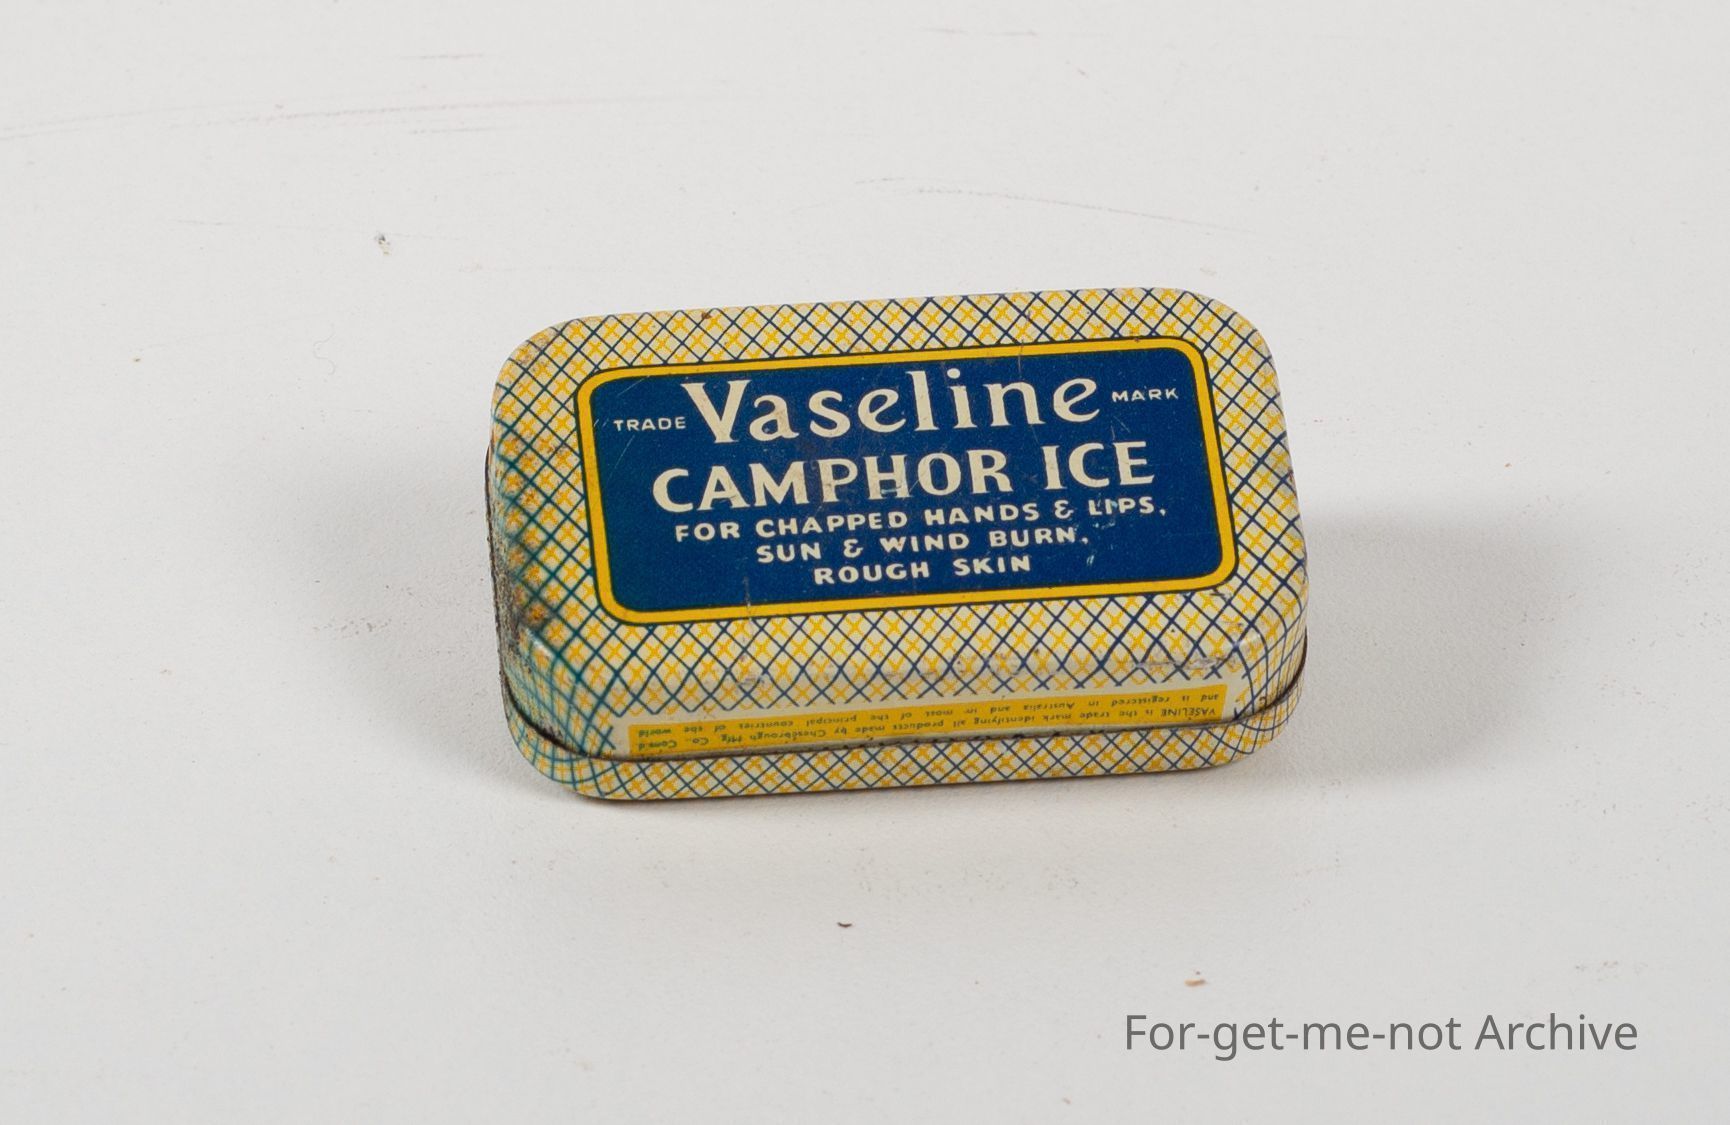 TRADE Vaseline MARK
CAMPHOR ICE
FOR CHAPPED HANDS & LIPS,
SUN & WIND BURN,
ROUGH SKIN
VASELINE is the trade mark identifying all products made by Chesebrough Mfg. Co., Cons'd
and is registered in Australia and in most of the principal countries of the world
For-get-me-not Archive